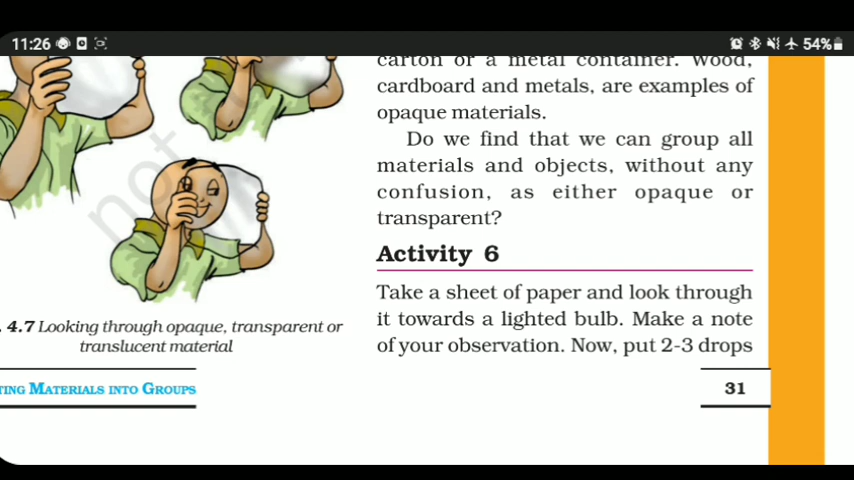 11:26
54%
carton or a metal container. Wood,
cardboard and metals, are examples of
opaque materials.
Do we find that we can group all
materials and objects, without any
confusion, as either opaque or
transparent?
Activity 6
Take a sheet of paper and look through
it towards a lighted bulb. Make a note
of your observation. Now, put 2-3 drops
not
. 4.7 Looking through opaque, transparent or
translucent material
TING MATERIALS INTO GROUPS
31